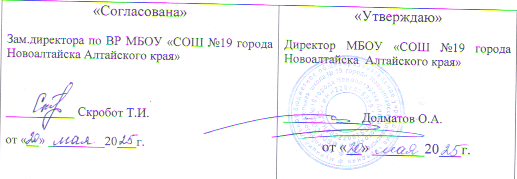 «Согласована»
Зам.директора по ВР МБОУ «СОШ №19 города
Новоалтайска Алтайского края»
Скробот Т.И.
от «20» мая 2025 г.
«Утверждаю»
Директор МБОУ «СОШ №19 города
Новоалтайска Алтайского края»
Долматов О.А.
от «20» мая 2025 г.